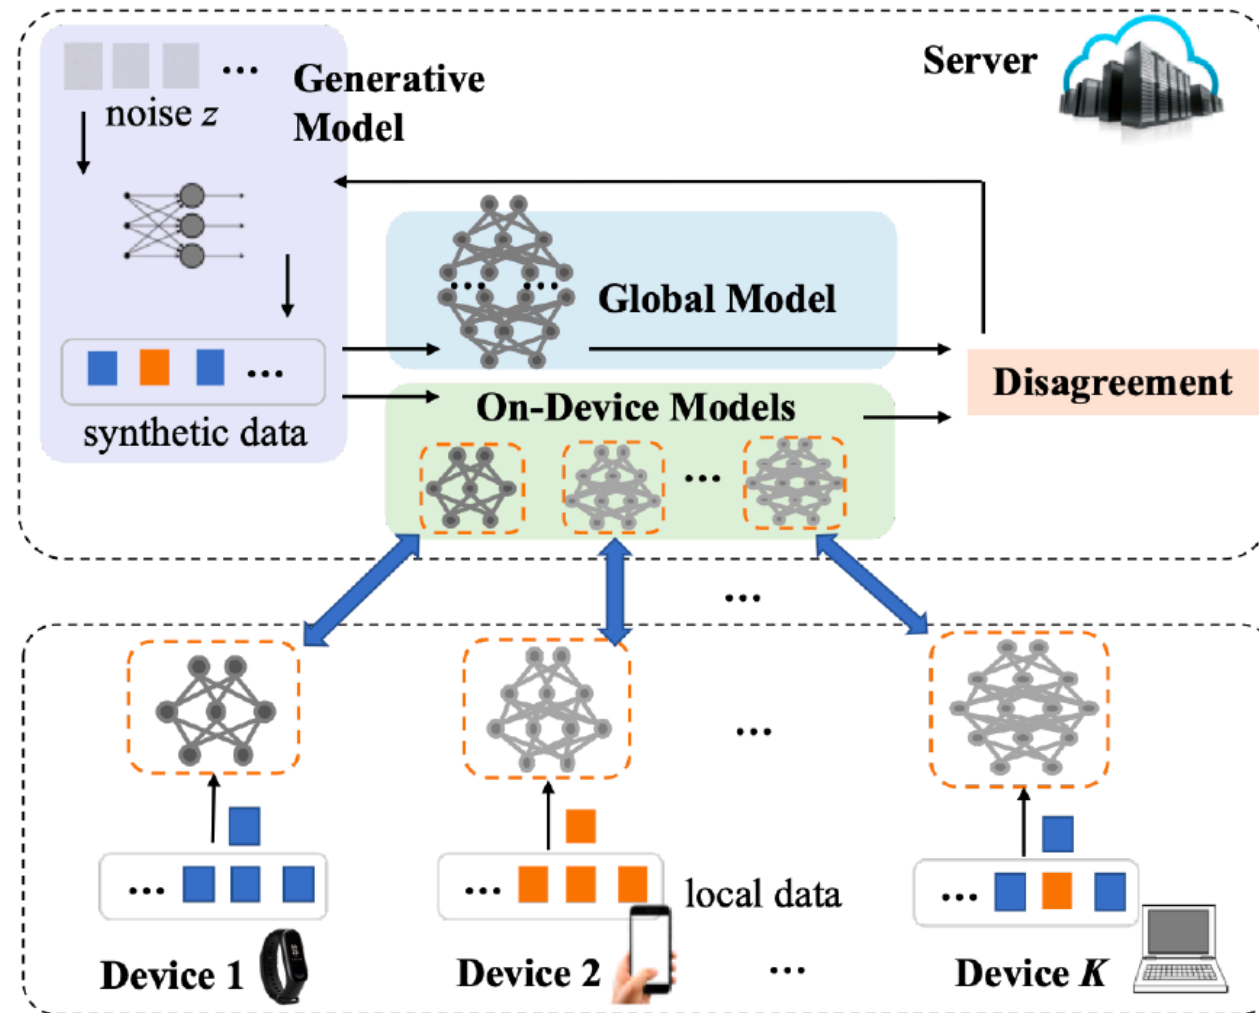 Server
Generative
Model
...
noise z
Global Model
...
...
Disagreement
...
synthetic data
On-Device Models
...
...
...
...
...
...
local data
Device 1
Device 2
...
Device K